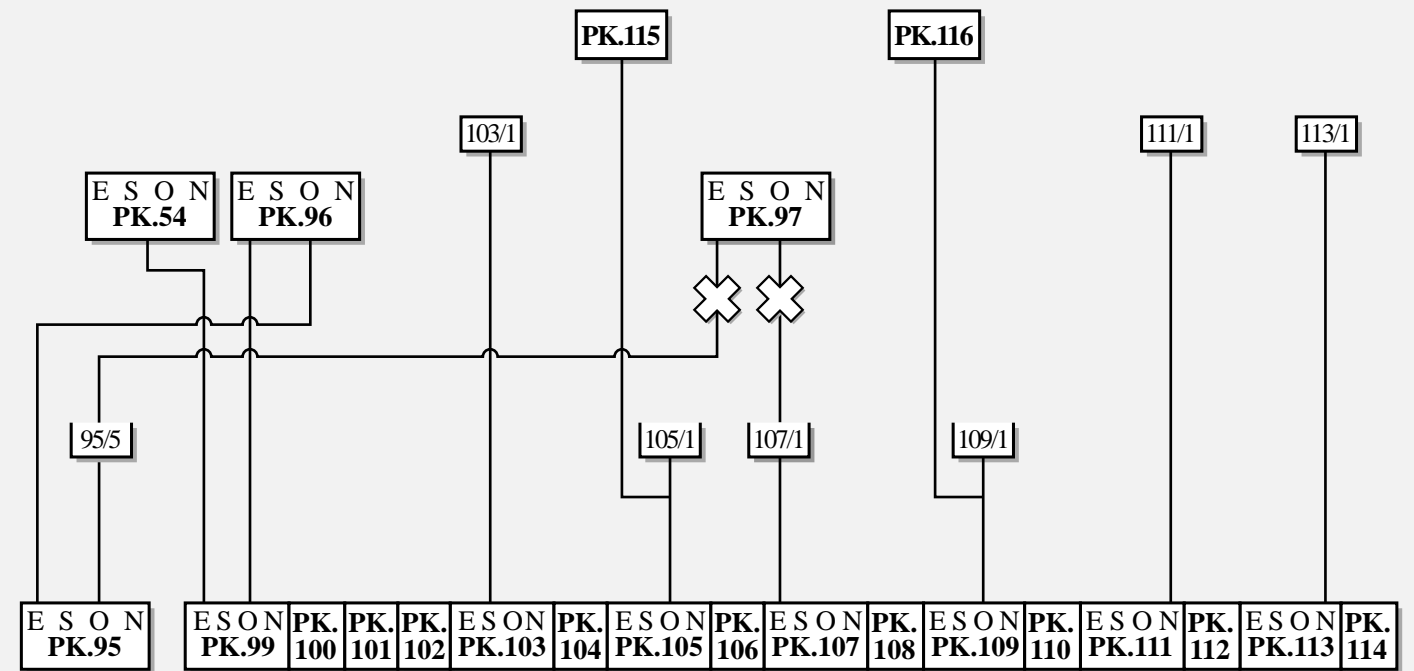 PK.115
PK.116
103/1
111/1
113/1
E S O N
PK.54
E S O N
PK.96
E S O N
PK.97
95/5
105/1
107/1
109/1
E S O N
PK.95
E S O N
PK.99
PK.
100
PK.
101
PK.
102
E S O N
PK.103
PK.
104
E S O N
PK.105
PK.
106
E S O N
PK.107
PK.
108
E S O N
PK.109
PK.
110
E S O N
PK.111
PK.
112
E S O N
PK.113
PK.
114